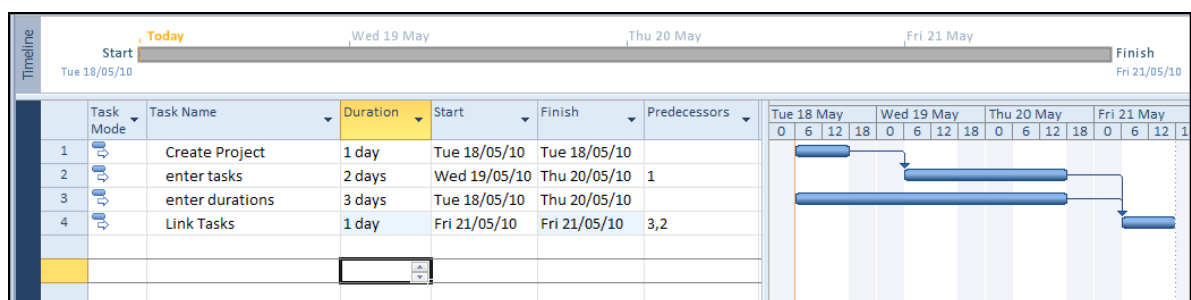 Timeline
Today Wed 19 May Thu 20 May Fri 21 May
Start Finish
Tue 18/05/10 Fri 21/05/10
Task Mode Task Name Duration Start Finish Predecessors Tue 18 May Wed 19 May Thu 20 May Fri 21 May
0 6 12 18 0 6 12 18 0 6 12 18 0 6 12 1
1 Create Project 1 day Tue 18/05/10 Tue 18/05/10
2 enter tasks 2 days Wed 19/05/10 Thu 20/05/10 1
3 enter durations 3 days Tue 18/05/10 Thu 20/05/10
4 Link Tasks 1 day Fri 21/05/10 Fri 21/05/10 3,2